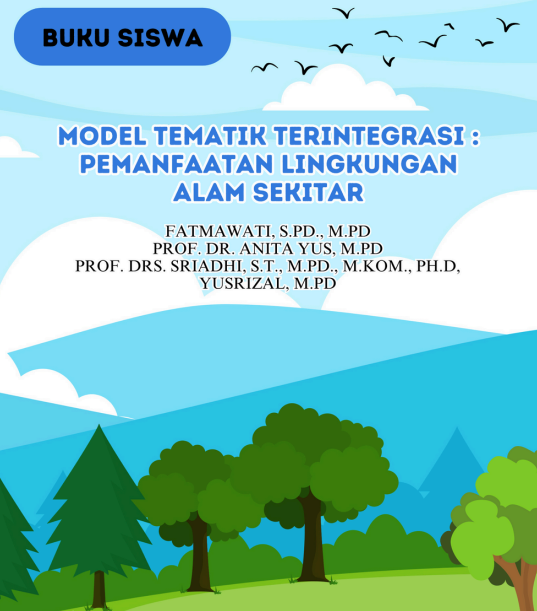 BUKU SISWA
MODEL TEMATIK TERINTEGRASI :
PEMANFAATAN LINGKUNGAN
ALAM SEKITAR
FATMAWATI, S.PD., M.PD
PROF. DR. ANITA YUS, M.PD
PROF. DRS. SRIADHI, S.T., M.PD., M.KOM., PH.D,
YUSRIZAL, M.PD